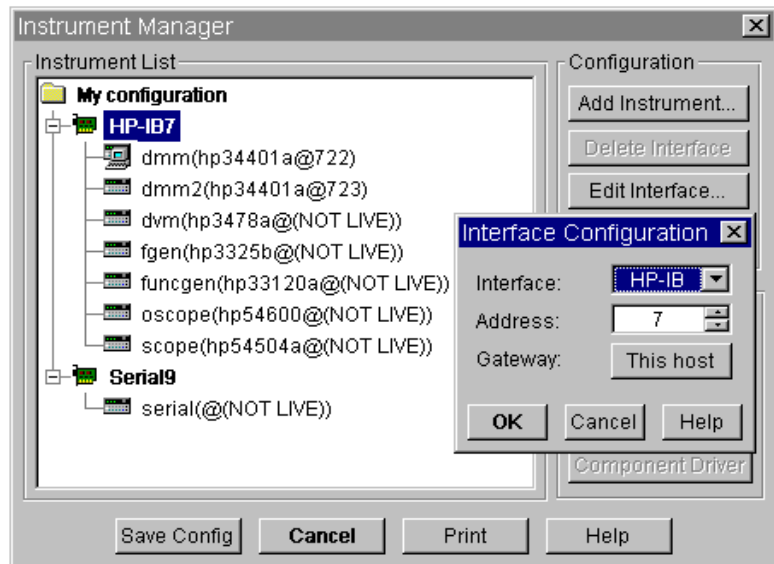 Instrument Manager
Instrument List
My configuration
HP-IB7
dmm(hp34401a@722)
dmm2(hp34401a@723)
dvm(hp3478a@(NOT LIVE))
fgen(hp3325b@(NOT LIVE))
funcgen(hp33120a@(NOT LIVE))
oscope(hp54600@(NOT LIVE))
scope(hp54504a@(NOT LIVE))
Serial9
serial(@(NOT LIVE))
Configuration
Add Instrument...
Delete Interface
Edit Interface...
Interface Configuration
Interface: HP-IB
Address: 7
Gateway: This host
OK Cancel Help
Component Driver
Save Config Cancel Print Help